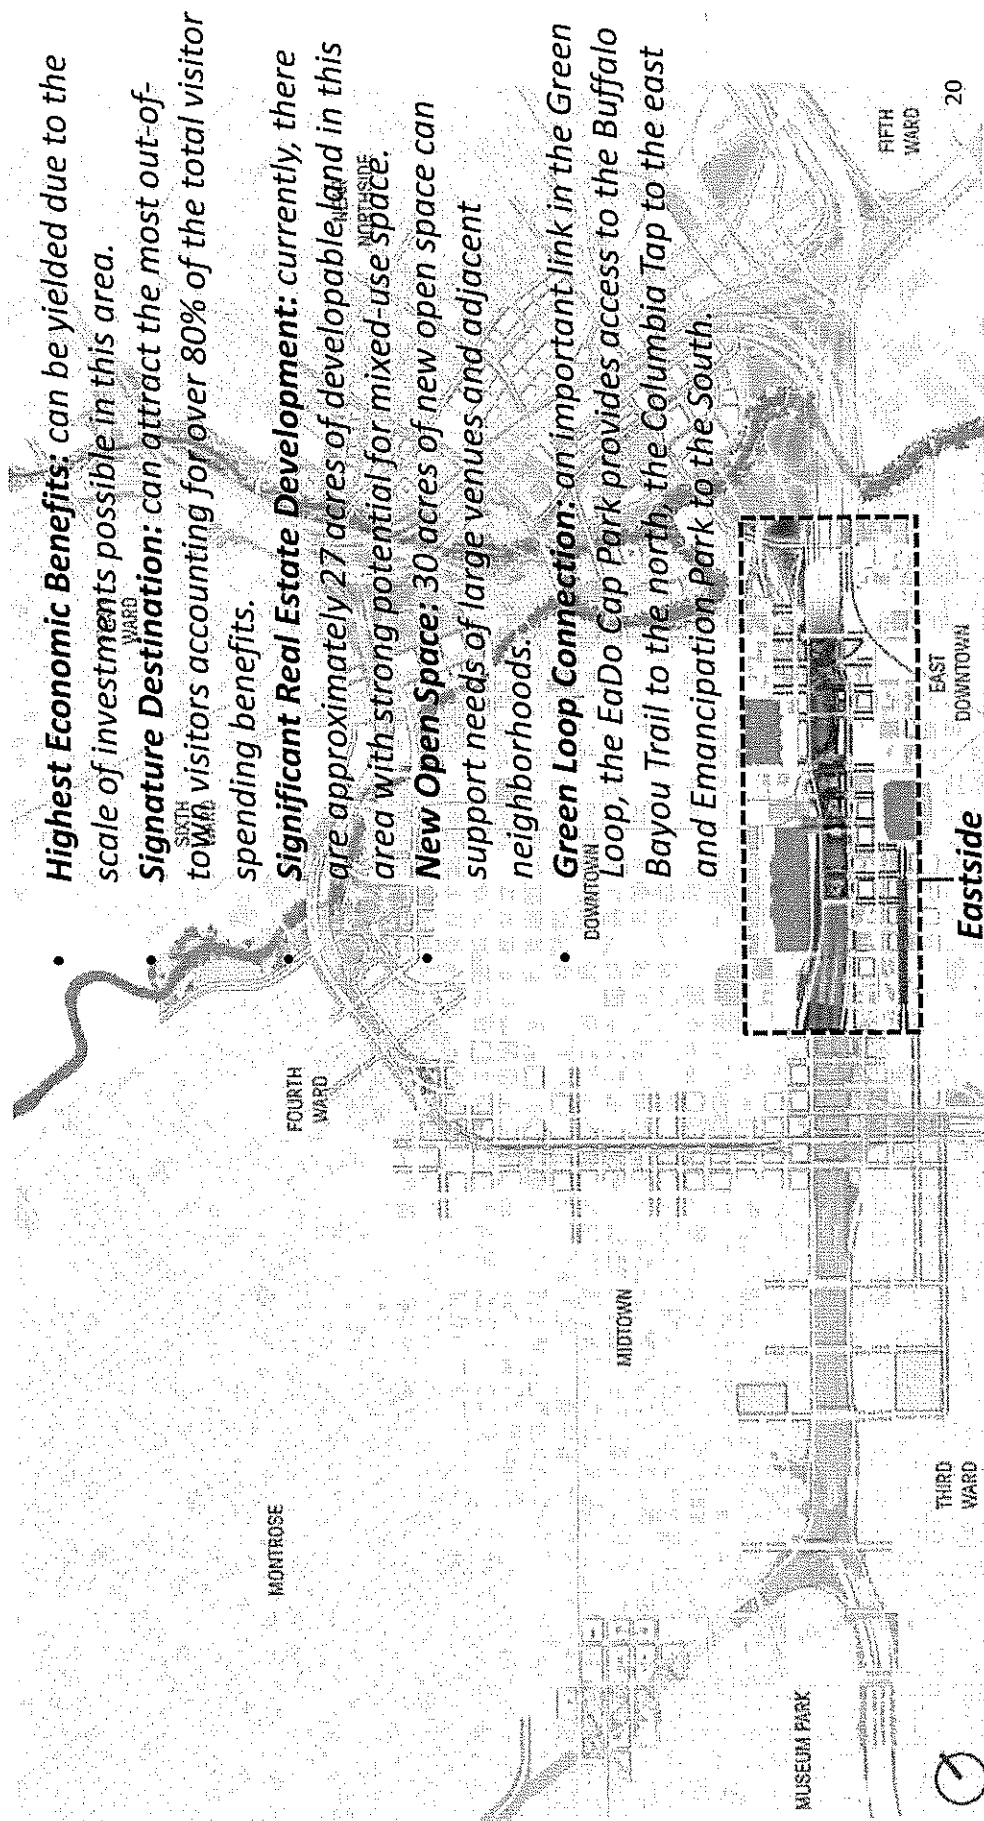 • Highest Economic Benefits: can be yielded due to the
scale of investments possible in this area.
• Signature Destination: can attract the most out-of-
town visitors accounting for over 80% of the total visitor
spending benefits.
• Significant Real Estate Development: currently, there
are approximately 27 acres of developable land in this
area with strong potential for mixed-use space.
• New Open Space: 30 acres of new open space can
support needs of large venues and adjacent
neighborhoods.
• Green Loop Connection: an important link in the Green
Loop, the EaDo Cap Park provides access to the Buffalo
Bayou Trail to the north, the Columbia Tap to the east
and Emancipation Park to the South.
WARD
SIXTH
WARD
NEAR
NORTHSIDE
FOURTH
WARD
MONTROSE
DOWNTOWN
MIDTOWN
MUSEUM PARK
THIRD
WARD
EAST
DOWNTOWN
FIFTH
WARD
Eastside
20